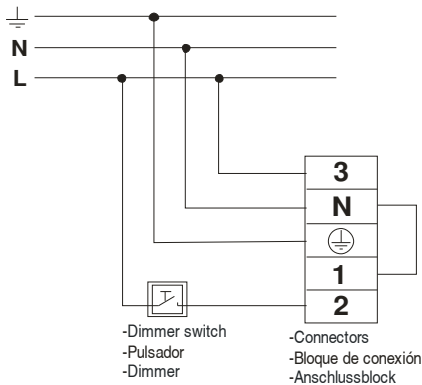 N
L
3
N
1
2
-Dimmer switch
-Pulsador
-Dimmer
-Connectors
-Bloque de conexión
-Anschlussblock